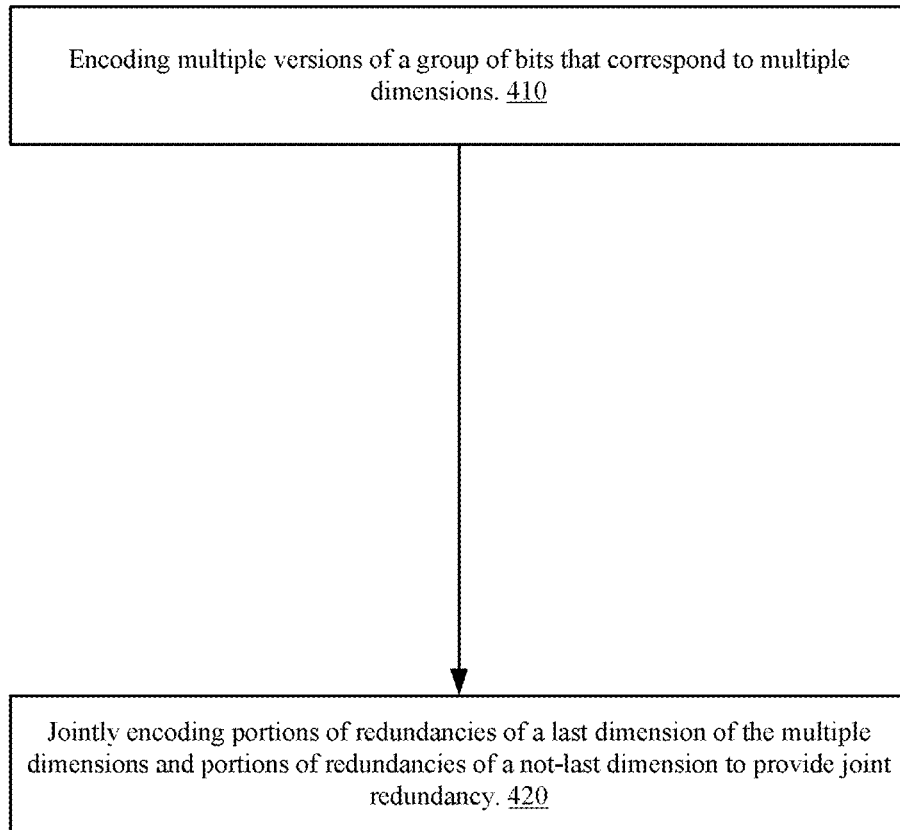 Encoding multiple versions of a group of bits that correspond to multiple
dimensions. 410
Jointly encoding portions of redundancies of a last dimension of the multiple
dimensions and portions of redundancies of a not-last dimension to provide joint
redundancy. 420